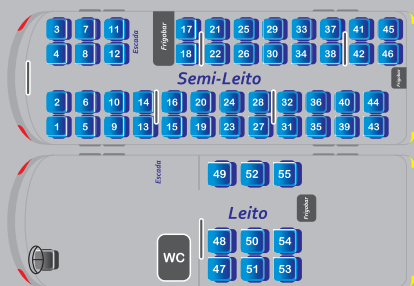 3 7 11 Escada Frigobar 17 21 25 29 33 37 41 45
4 8 12 18 22 26 30 34 38 42 46
Semi-Leito Frigobar
2 6 10 14 16 20 24 28 32 36 40 44
1 5 9 13 15 19 23 27 31 35 39 43
Escada 49 52 55
Leito Frigobar
48 50 54
WC
47 51 53